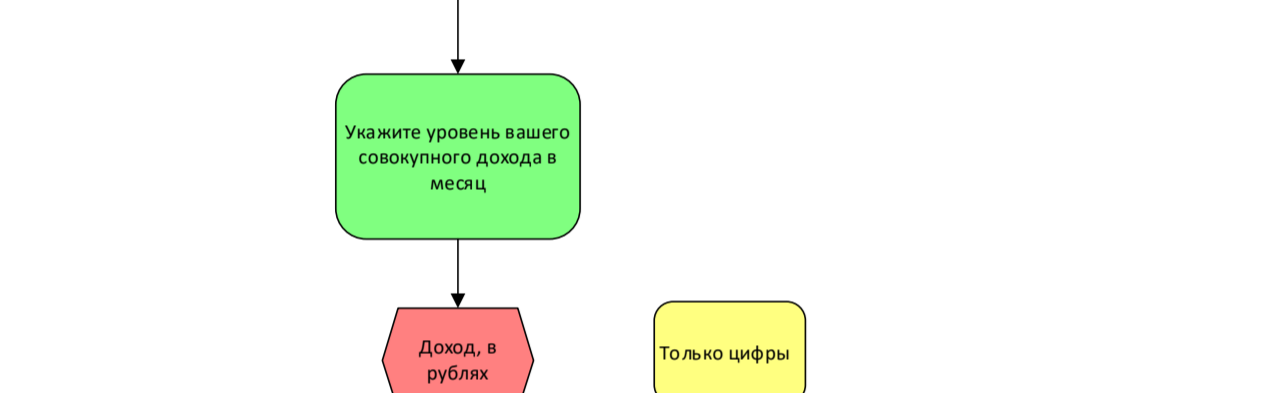 Укажите уровень вашего
совокупного дохода в
месяц
Доход, в
рублях
Только цифры